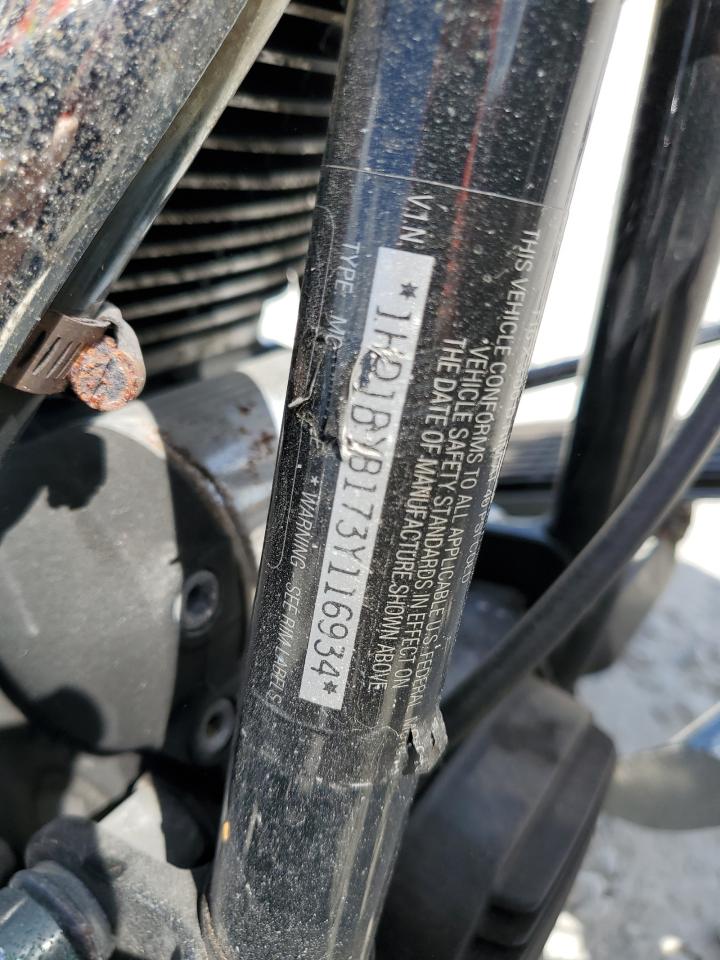 THIS VEHICLE CONFORMS TO ALL APPLICABLE U.S. FEDERAL
VEHICLE SAFETY STANDARDS IN EFFECT ON
THE DATE OF MANUFACTURE SHOWN ABOVE
V.I.N.
*1HD1BYB173Y116934*
TYPE: MC
*WARNING - SEE RIM LABELS